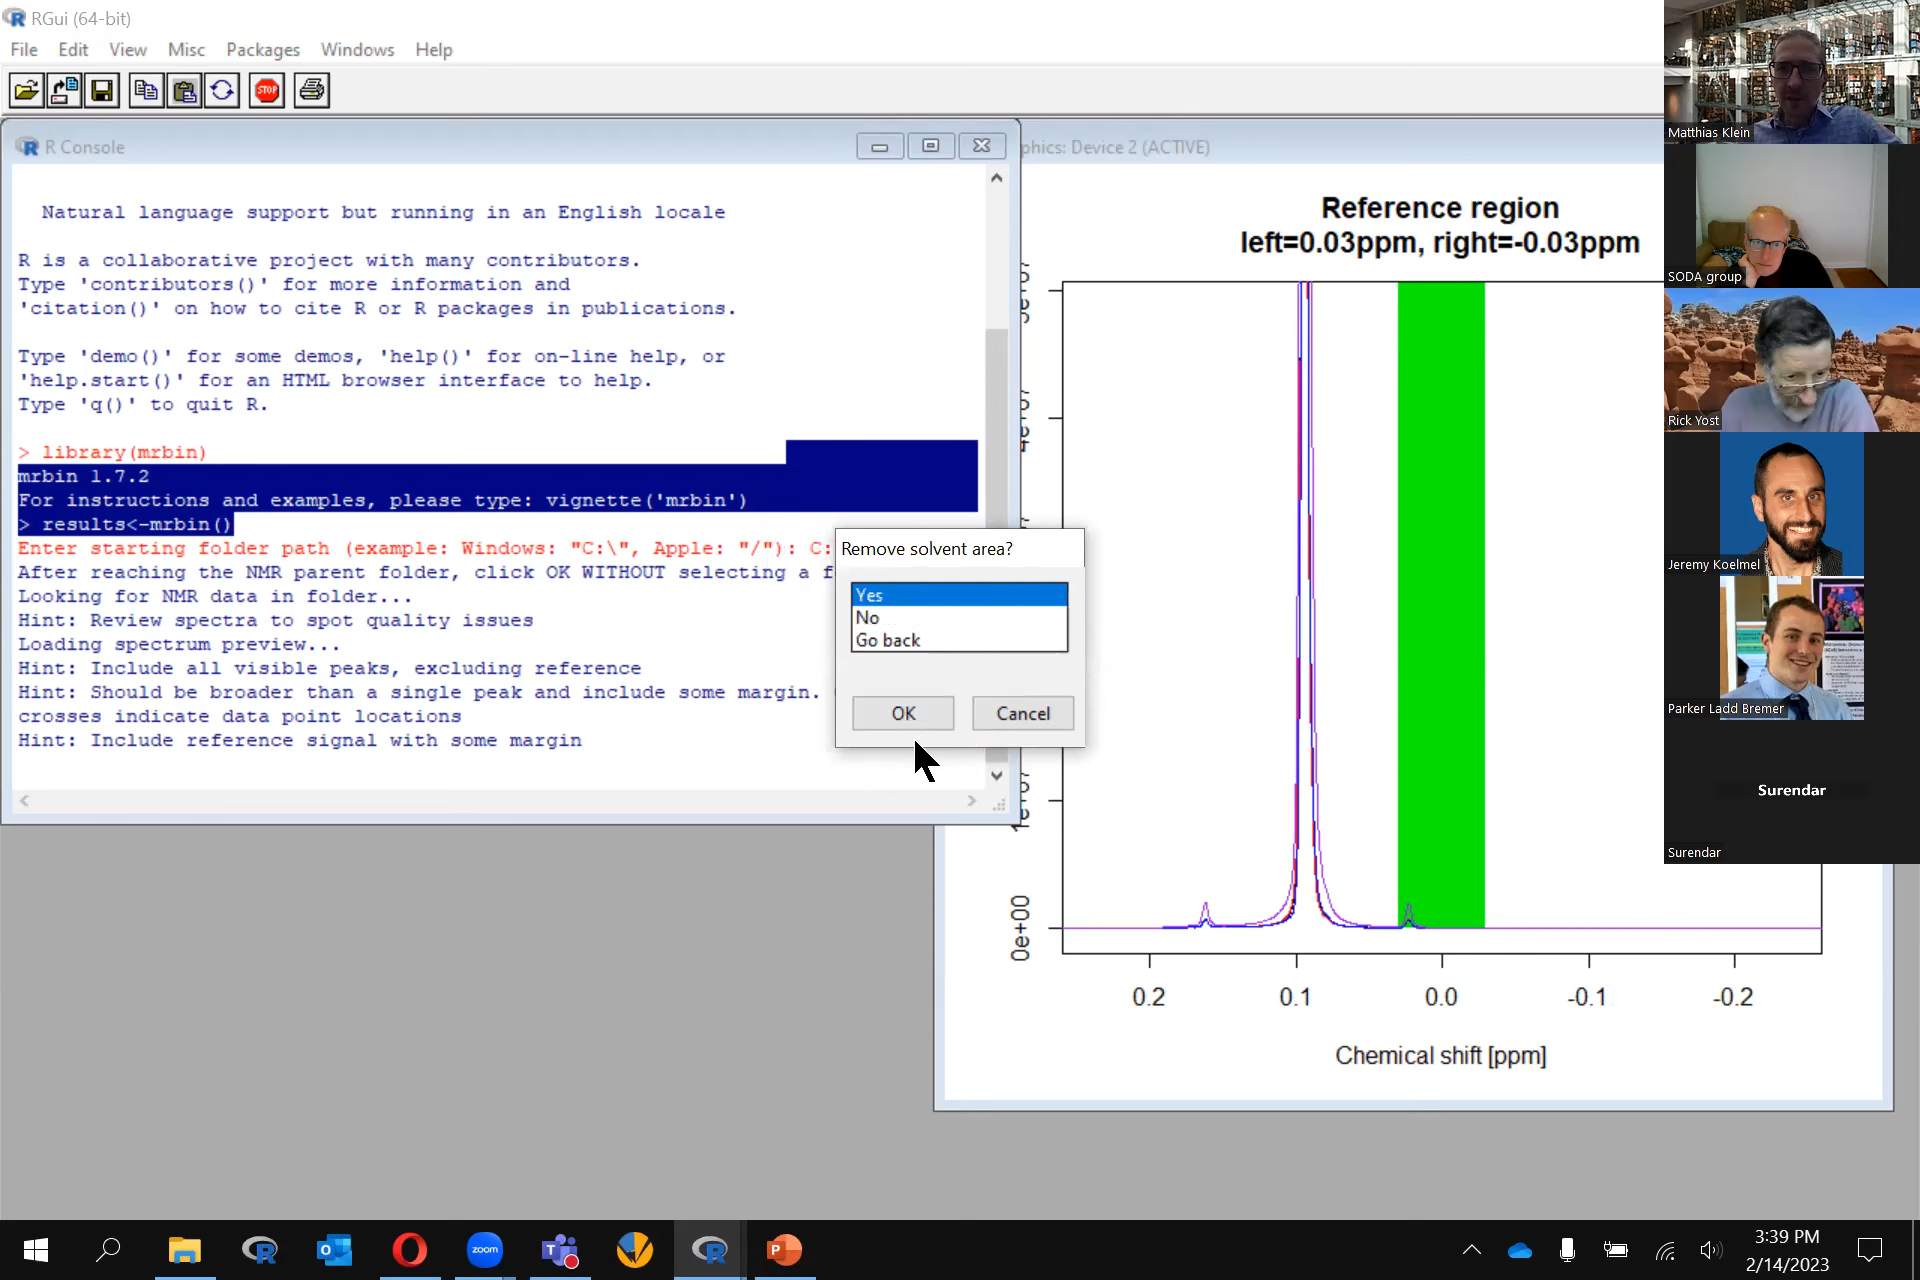 RGui (64-bit)
File Edit View Misc Packages Windows Help
STOP
R Console
phics: Device 2 (ACTIVE)
Natural language support but running in an English locale
R is a collaborative project with many contributors.
Type 'contributors()' for more information and
'citation()' on how to cite R or R packages in publications.
Type 'demo()' for some demos, 'help()' for on-line help, or
'help.start()' for an HTML browser interface to help.
Type 'q()' to quit R.
> library(mrbin)
mrbin 1.7.2
For instructions and examples, please type: vignette('mrbin')
> results<-mrbin()
Enter starting folder path (example: Windows: "C:\", Apple: "/"): C:
After reaching the NMR parent folder, click OK WITHOUT selecting a f
Looking for NMR data in folder...
Hint: Review spectra to spot quality issues
Loading spectrum preview...
Hint: Include all visible peaks, excluding reference
Hint: Should be broader than a single peak and include some margin.
crosses indicate data point locations
Hint: Include reference signal with some margin
Remove solvent area?
Yes
No
Go back
OK Cancel
Reference region
left=0.03ppm, right=-0.03ppm
0e+00
0.2 0.1 0.0 -0.1 -0.2
Chemical shift [ppm]
Matthias Klein
SODA group
Rick Yost
Jeremy Koelmel
Parker Ladd Bremer
Surendar
Surendar
zoom
3:39 PM
2/14/2023